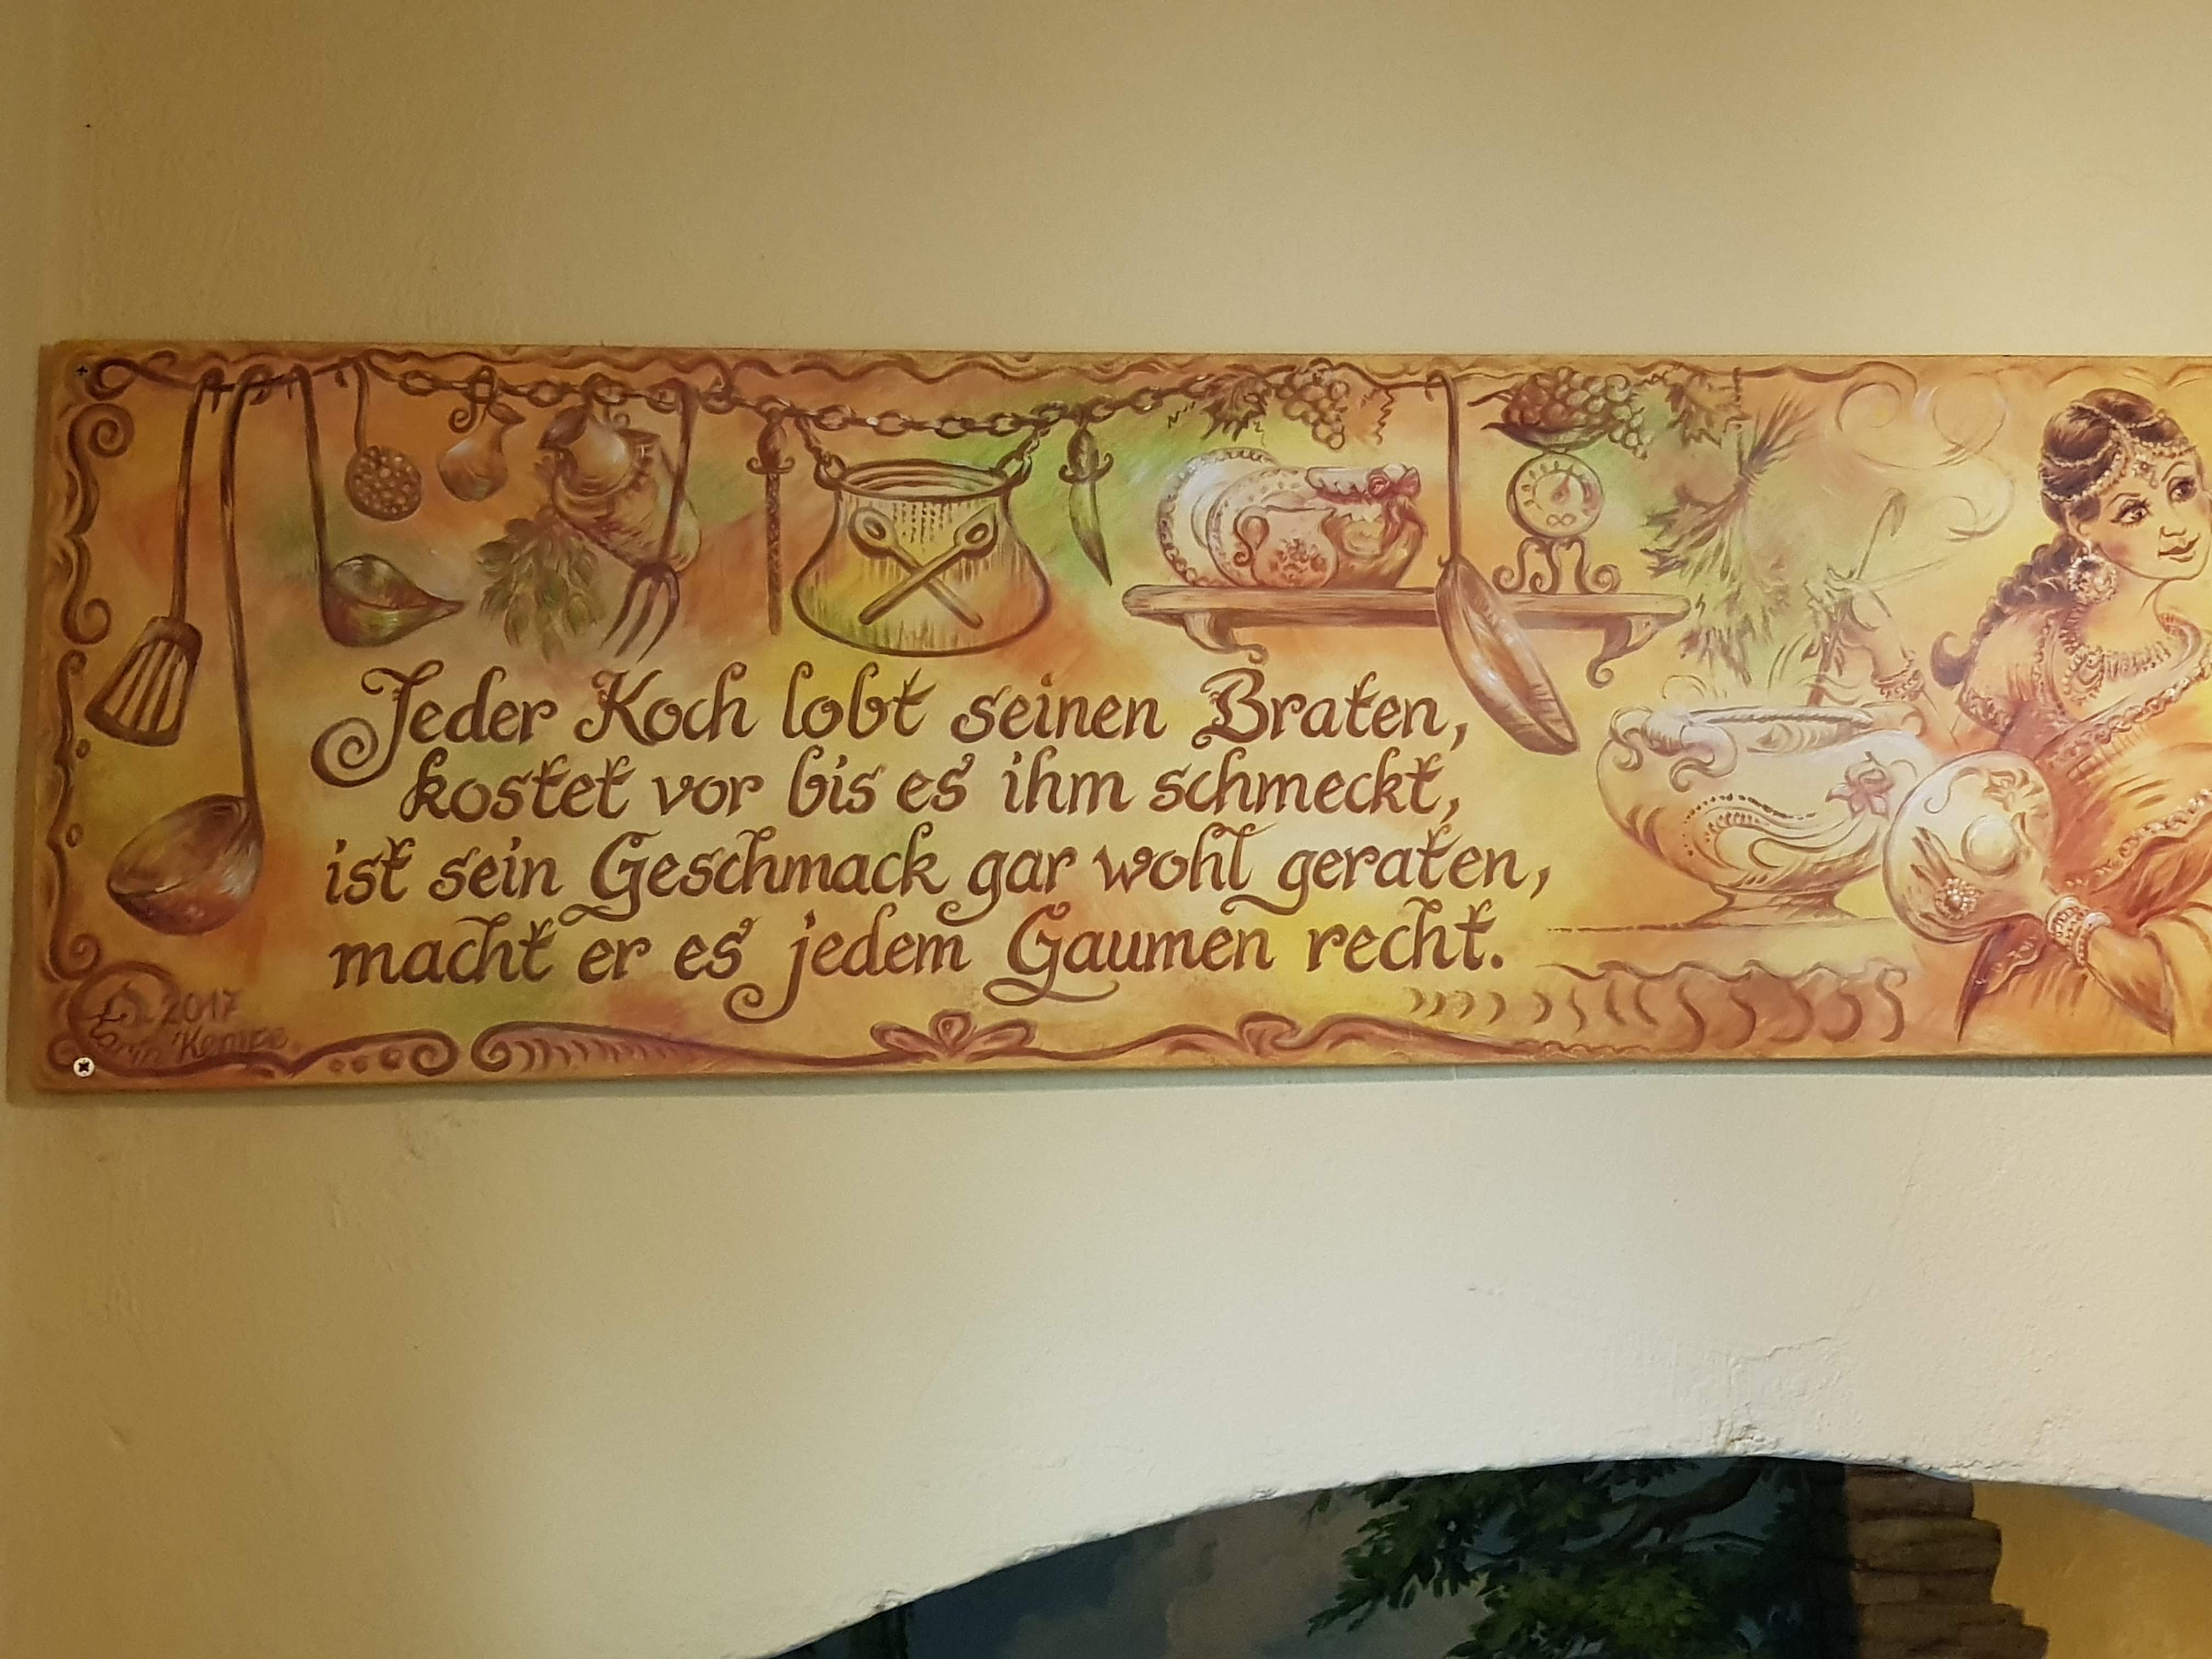 Jeder Koch lobt seinen Braten,
kostet vor bis es ihm schmeckt,
ist sein Geschmack gar wohl geraten,
macht er es jedem Gaumen recht.
2017
Kempe